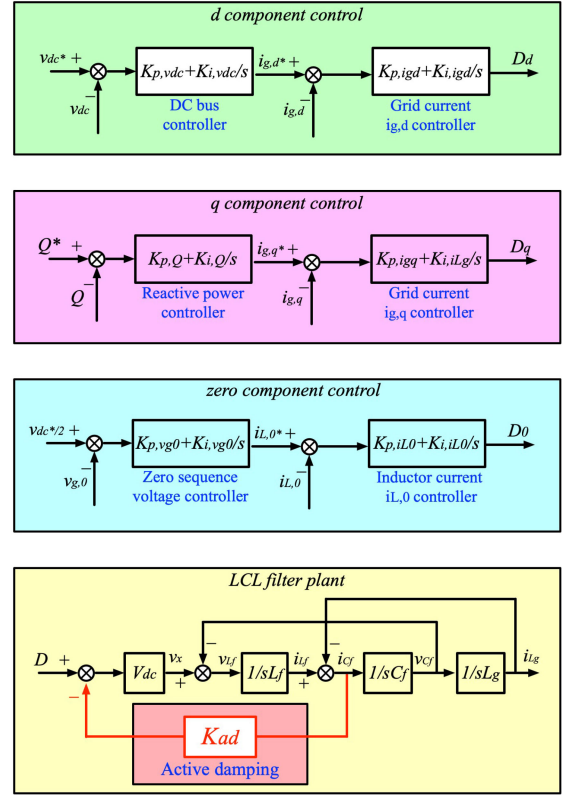 d component control
vdc* + Kp,vdc+Ki,vdc/s ig,d* + Kp,igd+Ki,igd/s Dd
vdc − DC bus controller ig,d − Grid current ig,d controller
q component control
Q* + Kp,Q+Ki,Q/s ig,q* + Kp,igq+Ki,iLg/s Dq
Q − Reactive power controller ig,q − Grid current ig,q controller
zero component control
vdc*/2 + Kp,vg0+Ki,vg0/s iL,0* + Kp,iL0+Ki,iL0/s D0
vg,0 − Zero sequence voltage controller iL,0 − Inductor current iL,0 controller
LCL filter plant
− −
D + Vdc vx + vLf 1/sLf iLf + iCf 1/sCf vCf 1/sLg iLg
− Kad
Active damping